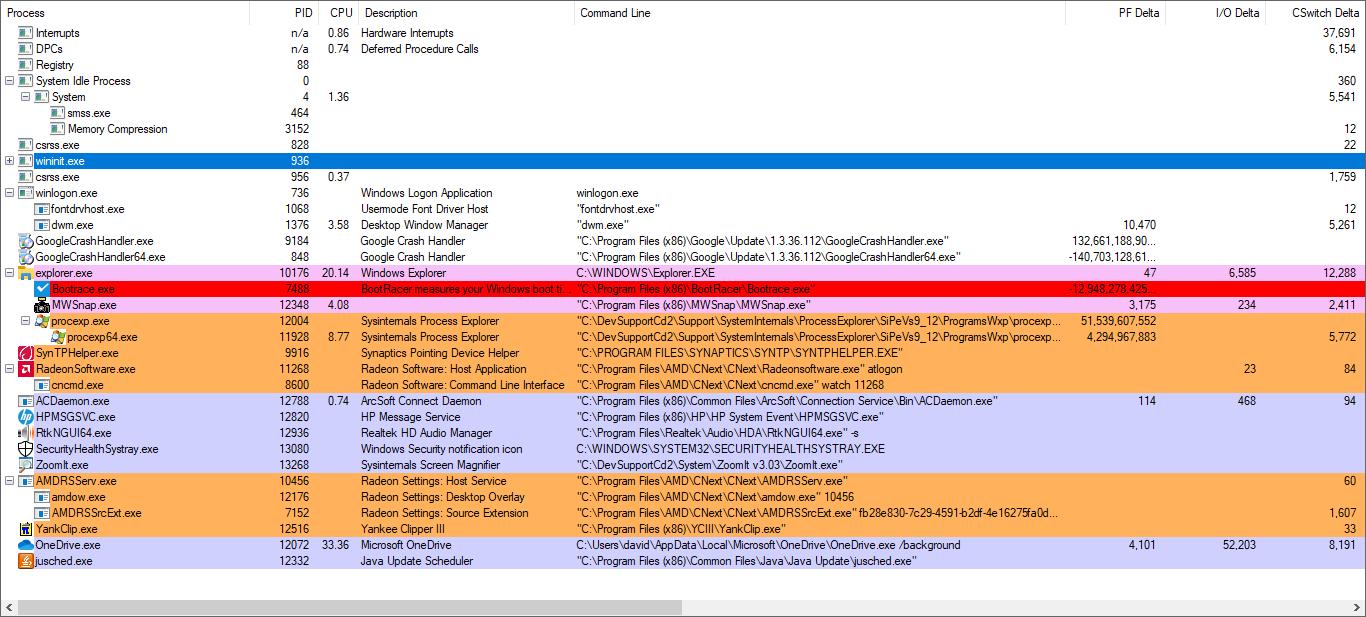 Process PID CPU Description Command Line PF Delta I/O Delta CSwitch Delta
Interrupts n/a 0.86 Hardware Interrupts 37,691
DPCs n/a 0.74 Deferred Procedure Calls 6,154
Registry 88
System Idle Process 0 360
System 4 1.36 5,541
smss.exe 464
Memory Compression 3152 12
csrss.exe 828 22
wininit.exe 936
csrss.exe 956 0.37 1,759
winlogon.exe 736 Windows Logon Application winlogon.exe
fontdrvhost.exe 1068 Usermode Font Driver Host "fontdrvhost.exe" 12
dwm.exe 1376 3.58 Desktop Window Manager "dwm.exe" 10,470 5,261
GoogleCrashHandler.exe 9184 Google Crash Handler "C:\Program Files (x86)\Google\Update\1.3.36.112\GoogleCrashHandler.exe" 132,661,188,90...
GoogleCrashHandler64.exe 848 Google Crash Handler "C:\Program Files (x86)\Google\Update\1.3.36.112\GoogleCrashHandler64.exe" -140,703,128,61...
explorer.exe 10176 20.14 Windows Explorer C:\WINDOWS\Explorer.EXE 47 6,585 12,288
Bootrace.exe 7488 BootRacer measures your Windows boot ti... "C:\Program Files (x86)\BootRacer\Bootrace.exe" -12,948,278,425...
MWSnap.exe 12348 4.08 "C:\Program Files (x86)\MWSnap\MWSnap.exe" 3,175 234 2,411
procexp.exe 12004 Sysinternals Process Explorer "C:\DevSupportCd2\Support\SystemInternals\ProcessExplorer\SiPeVs9_12\ProgramsWxp\procexp... 51,539,607,552
procexp64.exe 11928 8.77 Sysinternals Process Explorer "C:\DevSupportCd2\Support\SystemInternals\ProcessExplorer\SiPeVs9_12\ProgramsWxp\procexp... 4,294,967,883 5,772
SynTPHelper.exe 9916 Synaptics Pointing Device Helper "C:\PROGRAM FILES\SYNAPTICS\SYNTP\SYNTPHELPER.EXE"
RadeonSoftware.exe 11268 Radeon Software: Host Application "C:\Program Files\AMD\CNext\CNext\Radeonsoftware.exe" atlogon 23 84
cncmd.exe 8600 Radeon Software: Command Line Interface "C:\Program Files\AMD\CNext\CNext\cncmd.exe" watch 11268
ACDaemon.exe 12788 0.74 ArcSoft Connect Daemon "C:\Program Files (x86)\Common Files\ArcSoft\Connection Service\Bin\ACDaemon.exe" 114 468 94
HPMSGSVC.exe 12820 HP Message Service "C:\Program Files (x86)\HP\HP System Event\HPMSGSVC.exe"
RtkNGUI64.exe 12936 Realtek HD Audio Manager "C:\Program Files\Realtek\Audio\HDA\RtkNGUI64.exe" -s
SecurityHealthSystray.exe 13080 Windows Security notification icon C:\WINDOWS\SYSTEM32\SECURITYHEALTHSYSTRAY.EXE
ZoomIt.exe 13268 Sysinternals Screen Magnifier "C:\DevSupportCd2\System\ZoomIt v3.03\ZoomIt.exe"
AMDRSServ.exe 10456 Radeon Settings: Host Service "C:\Program Files\AMD\CNext\CNext\AMDRSServ.exe" 60
amdow.exe 12176 Radeon Settings: Desktop Overlay "C:\Program Files\AMD\CNext\CNext\amdow.exe" 10456
AMDRSSrcExt.exe 7152 Radeon Settings: Source Extension "C:\Program Files\AMD\CNext\CNext\AMDRSSrcExt.exe" fb28e830-7c29-4591-b2df-4e16275fa0d... 1,607
YankClip.exe 12516 Yankee Clipper III "C:\Program Files (x86)\YCIII\YankClip.exe" 33
OneDrive.exe 12072 33.36 Microsoft OneDrive C:\Users\david\AppData\Local\Microsoft\OneDrive\OneDrive.exe /background 4,101 52,203 8,191
jusched.exe 12332 Java Update Scheduler "C:\Program Files (x86)\Common Files\Java\Java Update\jusched.exe"